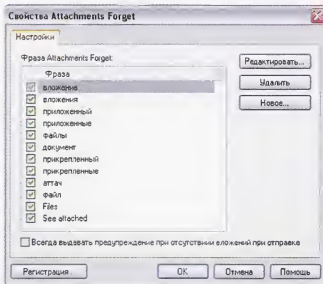 Свойства Attachments Forget
Настройки
Фраза Attachments Forget:
Фраза
вложение
вложения
приложенный
приложенные
файлы
документ
прикрепленный
прикрепленные
аттач
файл
Files
See attached
Редактировать...
Удалить
Новое...
Всегда выдавать предупреждение при отсутствии вложений при отправке
Регистрация...
OK
Отмена
Помощь